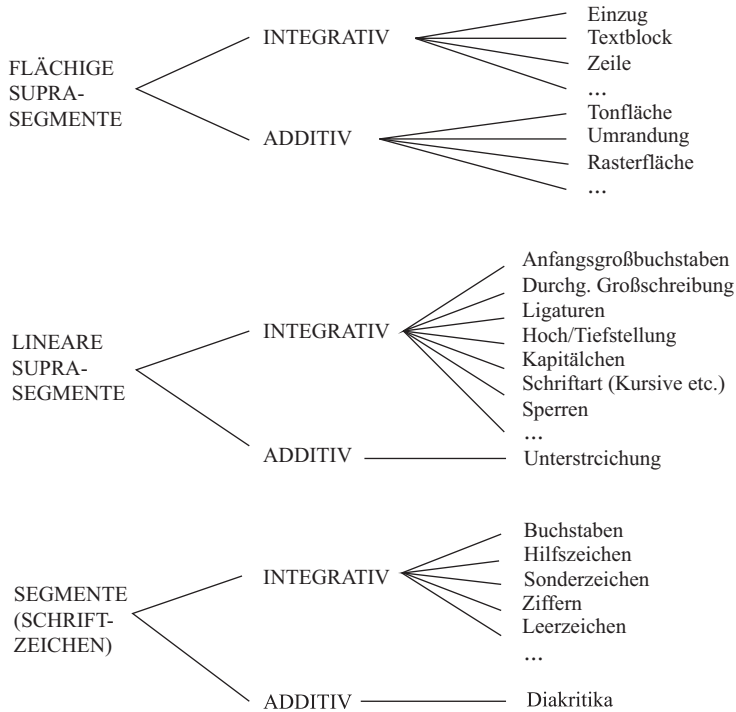 FLÄCHIGE
SUPRA-
SEGMENTE
INTEGRATIV
Einzug
Textblock
Zeile
...
ADDITIV
Tonfläche
Umrandung
Rasterfläche
...
LINEARE
SUPRA-
SEGMENTE
INTEGRATIV
Anfangsgroßbuchstaben
Durchg. Großschreibung
Ligaturen
Hoch/Tiefstellung
Kapitälchen
Schriftart (Kursive etc.)
Sperren
...
ADDITIV
Unterstrcichung
SEGMENTE
(SCHRIFT-
ZEICHEN)
INTEGRATIV
Buchstaben
Hilfszeichen
Sonderzeichen
Ziffern
Leerzeichen
...
ADDITIV
Diakritika